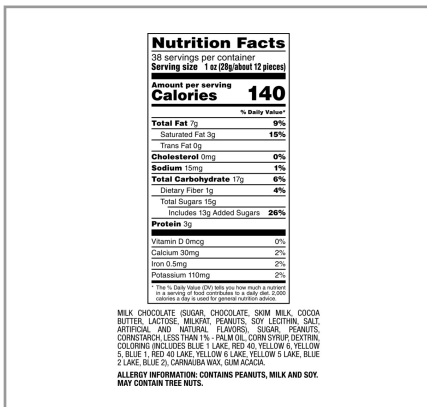 Nutrition Facts
38 servings per container
Serving size 1 oz (28g/about 12 pieces)
Amount per serving
Calories 140
% Daily Value*
Total Fat 7g 9%
Saturated Fat 3g 15%
Trans Fat 0g
Cholesterol 0mg 0%
Sodium 15mg 1%
Total Carbohydrate 17g 6%
Dietary Fiber 1g 4%
Total Sugars 15g
Includes 13g Added Sugars 26%
Protein 3g
Vitamin D 0mcg 0%
Calcium 30mg 2%
Iron 0.5mg 2%
Potassium 110mg 2%
* The % Daily Value (DV) tells you how much a nutrient
in a serving of food contributes to a daily diet. 2,000
calories a day is used for general nutrition advice.
MILK CHOCOLATE (SUGAR, CHOCOLATE, SKIM MILK, COCOA
BUTTER, LACTOSE, MILKFAT, PEANUTS, SOY LECITHIN, SALT,
ARTIFICIAL AND NATURAL FLAVORS), SUGAR, PEANUTS,
CORNSTARCH, LESS THAN 1% - PALM OIL, CORN SYRUP, DEXTRIN,
COLORING (INCLUDES BLUE 1 LAKE, RED 40, YELLOW 6, YELLOW
5, BLUE 1, RED 40 LAKE, YELLOW 6 LAKE, YELLOW 5 LAKE, BLUE
2 LAKE, BLUE 2), CARNAUBA WAX, GUM ACACIA.
ALLERGY INFORMATION: CONTAINS PEANUTS, MILK AND SOY.
MAY CONTAIN TREE NUTS.